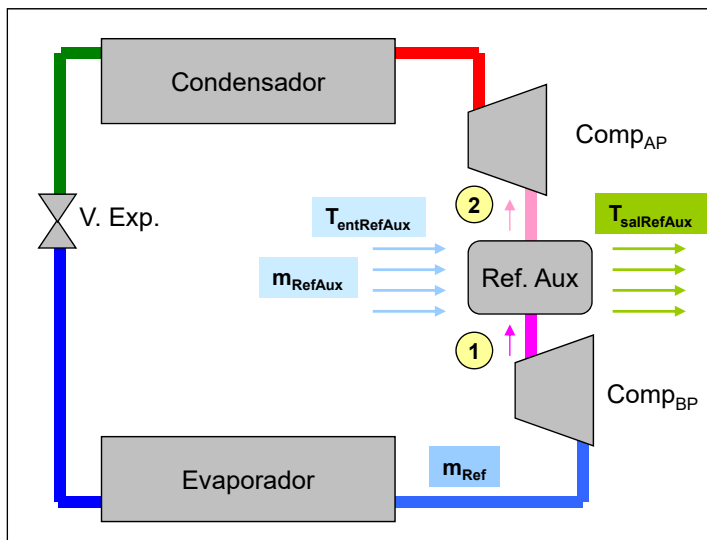 Condensador
Comp_AP
2
V. Exp.
T_entRefAux
T_salRefAux
m_RefAux
Ref. Aux
1
Comp_BP
Evaporador
m_Ref